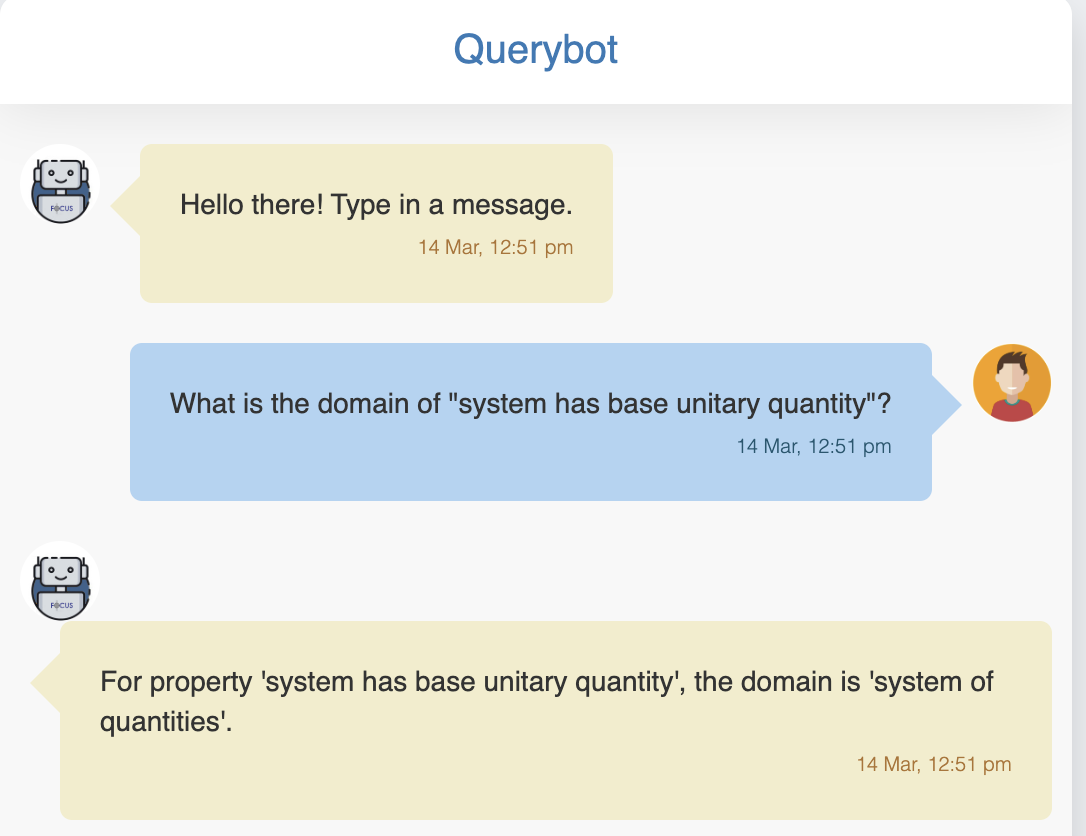 Querybot
FOCUS
Hello there! Type in a message.
14 Mar, 12:51 pm
What is the domain of "system has base unitary quantity"?
14 Mar, 12:51 pm
FOCUS
For property 'system has base unitary quantity', the domain is 'system of
quantities'.
14 Mar, 12:51 pm